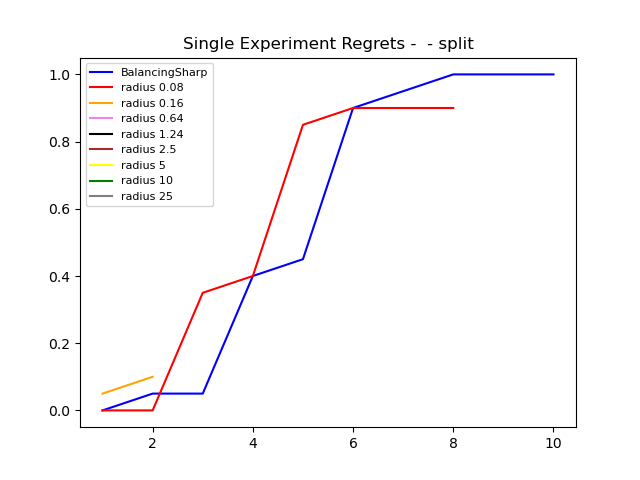 Single Experiment Regrets -  - split
BalancingSharp
radius 0.08
radius 0.16
radius 0.64
radius 1.24
radius 2.5
radius 5
radius 10
radius 25
1.0
0.8
0.6
0.4
0.2
0.0
2 4 6 8 10